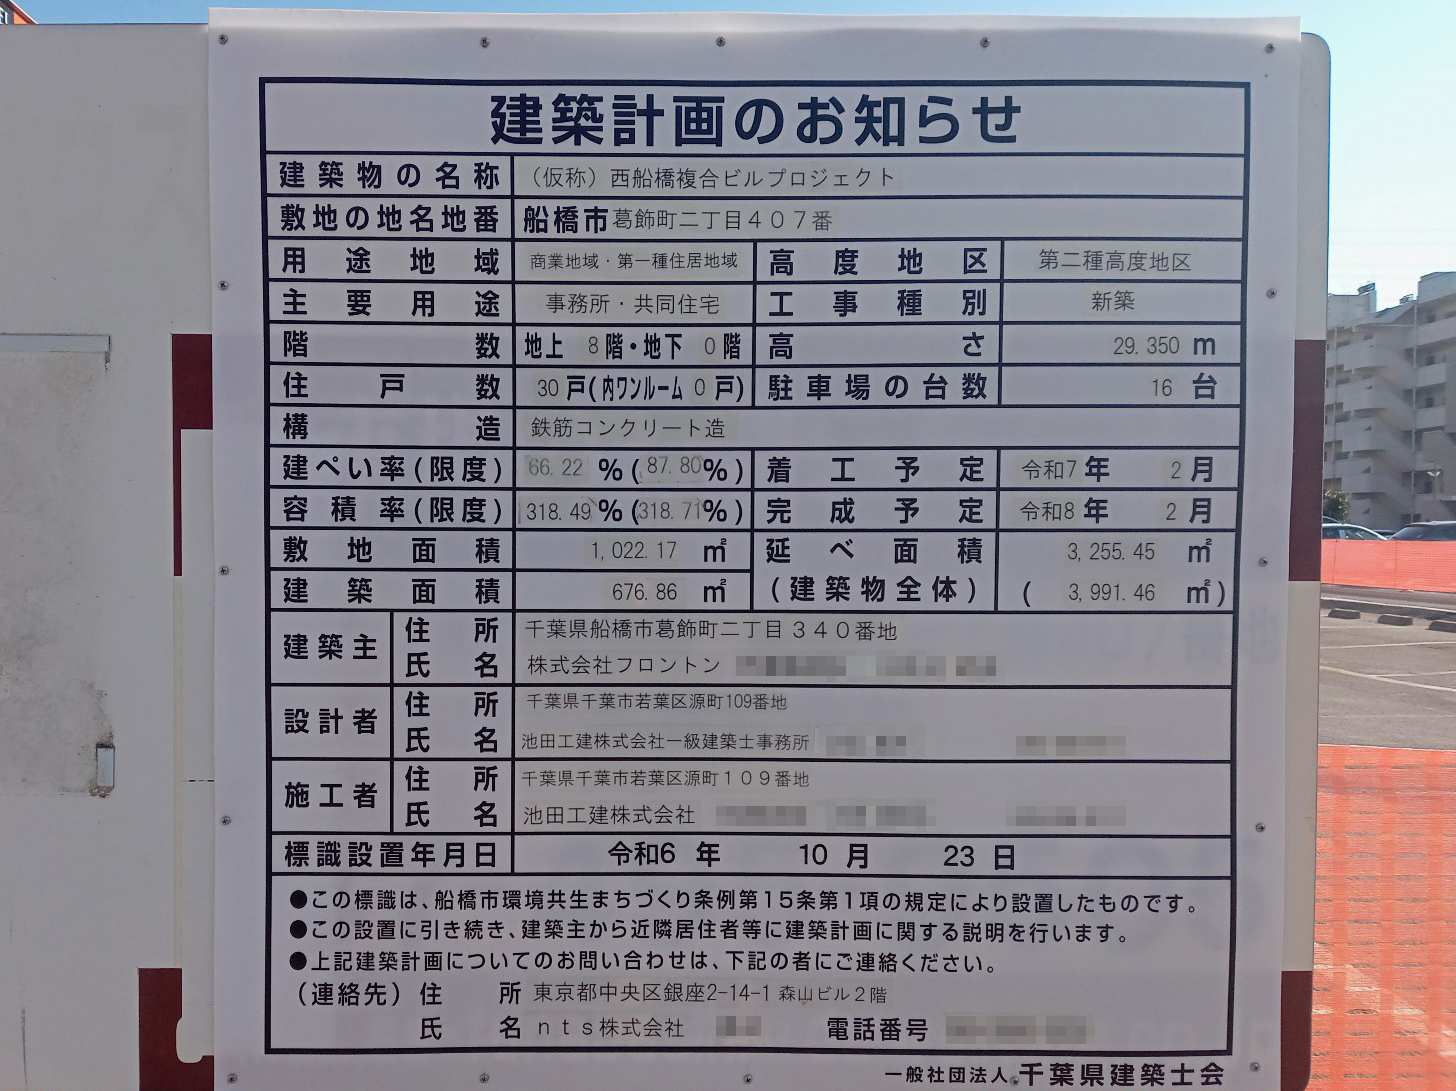 建築計画のお知らせ
建築物の名称 （仮称）西船橋複合ビルプロジェクト
敷地の地名地番 船橋市葛飾町二丁目４０７番
用途地域 商業地域・第一種住居地域 高度地区 第二種高度地区
主要用途 事務所・共同住宅 工事種別 新築
階数 地上 8階・地下 0階 高さ 29.350 m
住戸数 30戸(内ワンルーム 0戸) 駐車場の台数 16 台
構造 鉄筋コンクリート造
建ぺい率(限度) 66.22 %(87.80%) 着工予定 令和7年 2月
容積率(限度) 318.49%(318.71%) 完成予定 令和8年 2月
敷地面積 1,022.17 ㎡ 延べ面積 3,255.45 ㎡
建築面積 676.86 ㎡ (建築物全体) ( 3,991.46 ㎡)
建築主 住所 千葉県船橋市葛飾町二丁目３４０番地
氏名 株式会社フロントン
設計者 住所 千葉県千葉市若葉区源町109番地
氏名 池田工建株式会社一級建築士事務所
施工者 住所 千葉県千葉市若葉区源町１０９番地
氏名 池田工建株式会社
標識設置年月日 令和6 年 10 月 23 日
●この標識は、船橋市環境共生まちづくり条例第15条第1項の規定により設置したものです。
●この設置に引き続き、建築主から近隣居住者等に建築計画に関する説明を行います。
●上記建築計画についてのお問い合わせは、下記の者にご連絡ください。
（連絡先）住所 東京都中央区銀座2-14-1 森山ビル２階
氏名 ｎｔｓ株式会社 電話番号
一般社団法人 千葉県建築士会